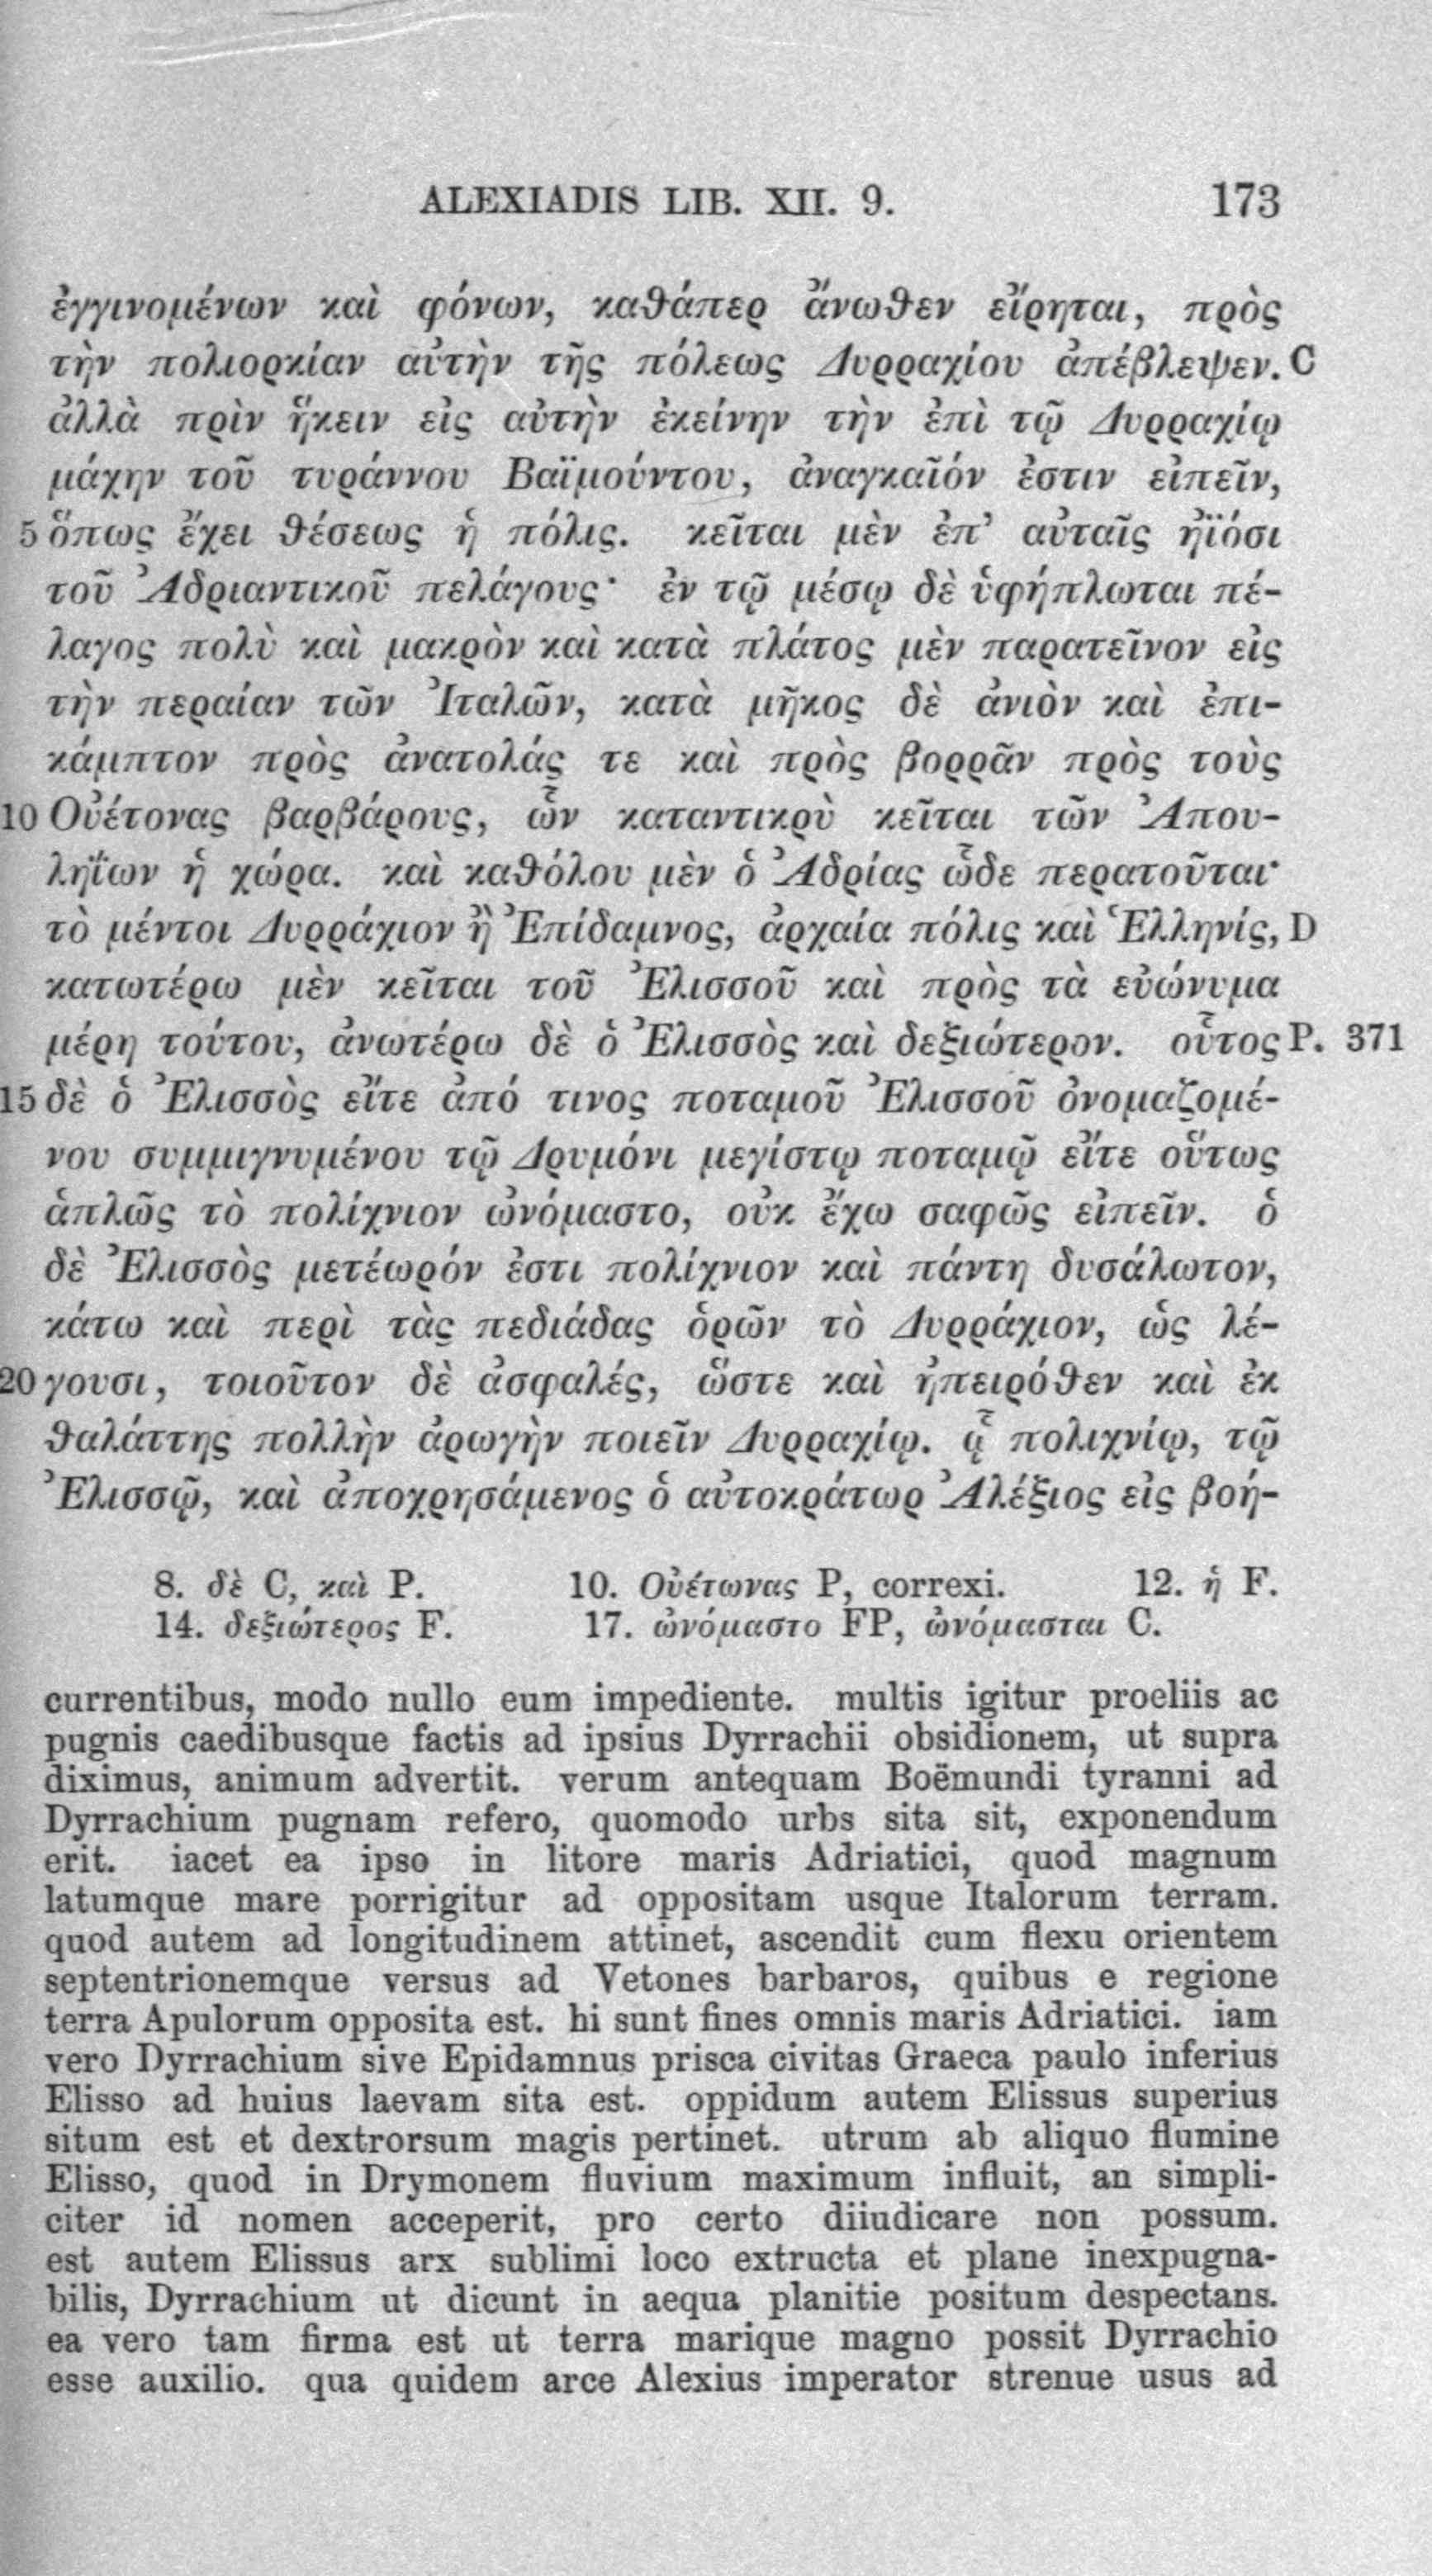 ALEXIADIS LIB. XII. 9. 173
ἐγγινομένων καὶ φόνων, καθάπερ ἄνωθεν εἴρηται, πρὸς
τὴν πολιορκίαν αὐτὴν τῆς πόλεως Δυρραχίου ἀπέβλεψεν. C
ἀλλὰ πρὶν ἥκειν εἰς αὐτὴν ἐκείνην τὴν ἐπὶ τῷ Δυρραχίῳ
μάχην τοῦ τυράννου Βαϊμούντου, ἀναγκαῖόν ἐστιν εἰπεῖν,
5 ὅπως ἔχει θέσεως ἡ πόλις. κεῖται μὲν ἐπ’ αὐταῖς ἠϊόσι
τοῦ Ἀδριαντικοῦ πελάγους· ἐν τῷ μέσῳ δὲ ὑφήπλωται πέ-
λαγος πολὺ καὶ μακρὸν καὶ κατὰ πλάτος μὲν παρατεῖνον εἰς
τὴν περαίαν τῶν Ἰταλῶν, κατὰ μῆκος δὲ ἀνιὸν καὶ ἐπι-
κάμπτον πρὸς ἀνατολάς τε καὶ πρὸς βορρᾶν πρὸς τοὺς
10 Οὐέτονας βαρβάρους, ὧν καταντικρὺ κεῖται τῶν Ἀπου-
ληΐων ἡ χώρα. καὶ καθόλου μὲν ὁ Ἀδρίας ὧδε περατοῦται·
τὸ μέντοι Δυρράχιον ἢ Ἐπίδαμνος, ἀρχαία πόλις καὶ Ἑλληνίς, D
κατωτέρω μὲν κεῖται τοῦ Ἐλισσοῦ καὶ πρὸς τὰ εὐώνυμα
μέρη τούτου, ἀνωτέρω δὲ ὁ Ἐλισσὸς καὶ δεξιώτερον. οὗτος P. 371
15 δὲ ὁ Ἐλισσὸς εἴτε ἀπό τινος ποταμοῦ Ἐλισσοῦ ὀνομαζομέ-
νου συμμιγνυμένου τῷ Δρυμόνι μεγίστῳ ποταμῷ εἴτε οὕτως
ἁπλῶς τὸ πολίχνιον ὠνόμαστο, οὐκ ἔχω σαφῶς εἰπεῖν. ὁ
δὲ Ἐλισσὸς μετέωρόν ἐστι πολίχνιον καὶ πάντη δυσάλωτον,
κάτω καὶ περὶ τὰς πεδιάδας ὁρῶν τὸ Δυρράχιον, ὡς λέ-
20 γουσι, τοιοῦτον δὲ ἀσφαλές, ὥστε καὶ ἠπειρόθεν καὶ ἐκ
θαλάττης πολλὴν ἀρωγὴν ποιεῖν Δυρραχίῳ. ᾧ πολιχνίῳ, τῷ
Ἐλισσῷ, καὶ ἀποχρησάμενος ὁ αὐτοκράτωρ Ἀλέξιος εἰς βοή-
8. δὲ C, καὶ P. 10. Οὐέτωνας P, correxi. 12. ἡ F.
14. δεξιώτερος F. 17. ὠνόμαστο FP, ὠνόμασται C.
currentibus, modo nullo eum impediente. multis igitur proeliis ac
pugnis caedibusque factis ad ipsius Dyrrachii obsidionem, ut supra
diximus, animum advertit. verum antequam Boëmundi tyranni ad
Dyrrachium pugnam refero, quomodo urbs sita sit, exponendum
erit. iacet ea ipso in litore maris Adriatici, quod magnum
latumque mare porrigitur ad oppositam usque Italorum terram.
quod autem ad longitudinem attinet, ascendit cum flexu orientem
septentrionemque versus ad Vetones barbaros, quibus e regione
terra Apulorum opposita est. hi sunt fines omnis maris Adriatici. iam
vero Dyrrachium sive Epidamnus prisca civitas Graeca paulo inferius
Elisso ad huius laevam sita est. oppidum autem Elissus superius
situm est et dextrorsum magis pertinet. utrum ab aliquo flumine
Elisso, quod in Drymonem fluvium maximum influit, an simpli-
citer id nomen acceperit, pro certo diiudicare non possum.
est autem Elissus arx sublimi loco extructa et plane inexpugna-
bilis, Dyrrachium ut dicunt in aequa planitie positum despectans.
ea vero tam firma est ut terra marique magno possit Dyrrachio
esse auxilio. qua quidem arce Alexius imperator strenue usus ad